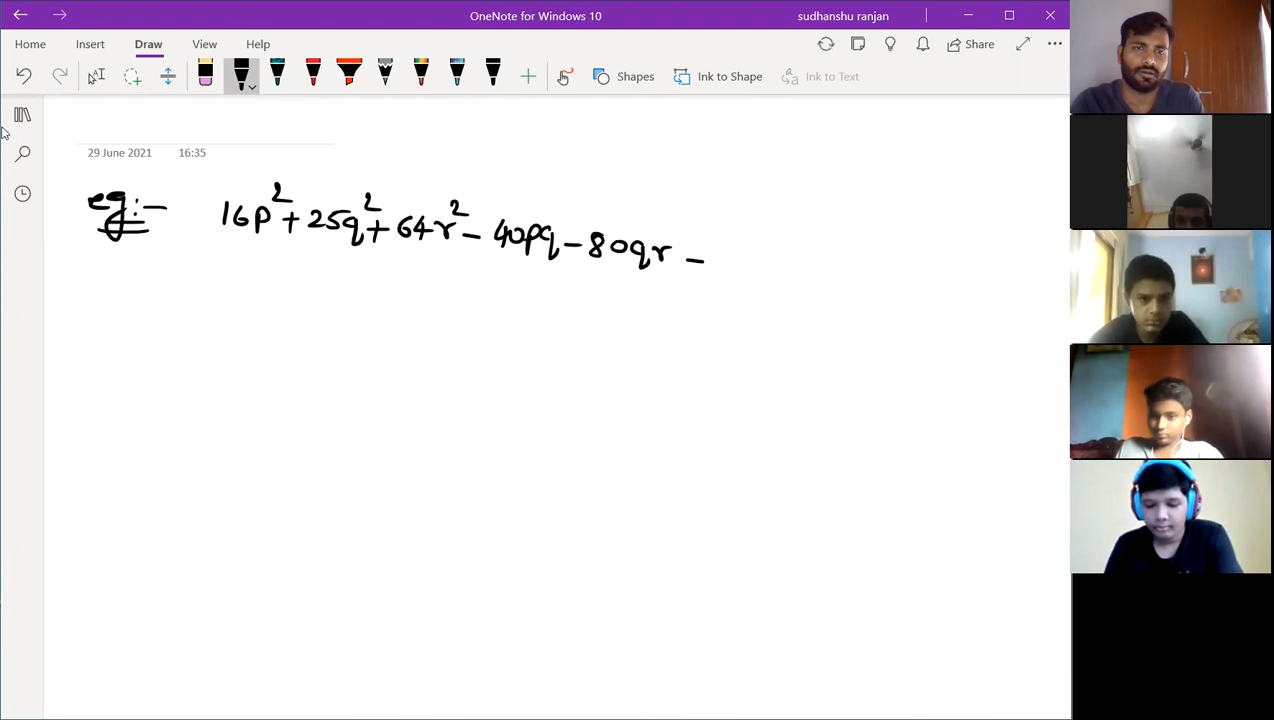 OneNote for Windows 10
sudhanshu ranjan
Home Insert Draw View Help
Share
Shapes Ink to Shape Ink to Text
29 June 2021 16:35
eg:- 16p² + 25q² + 64r² - 40pq - 80qr -